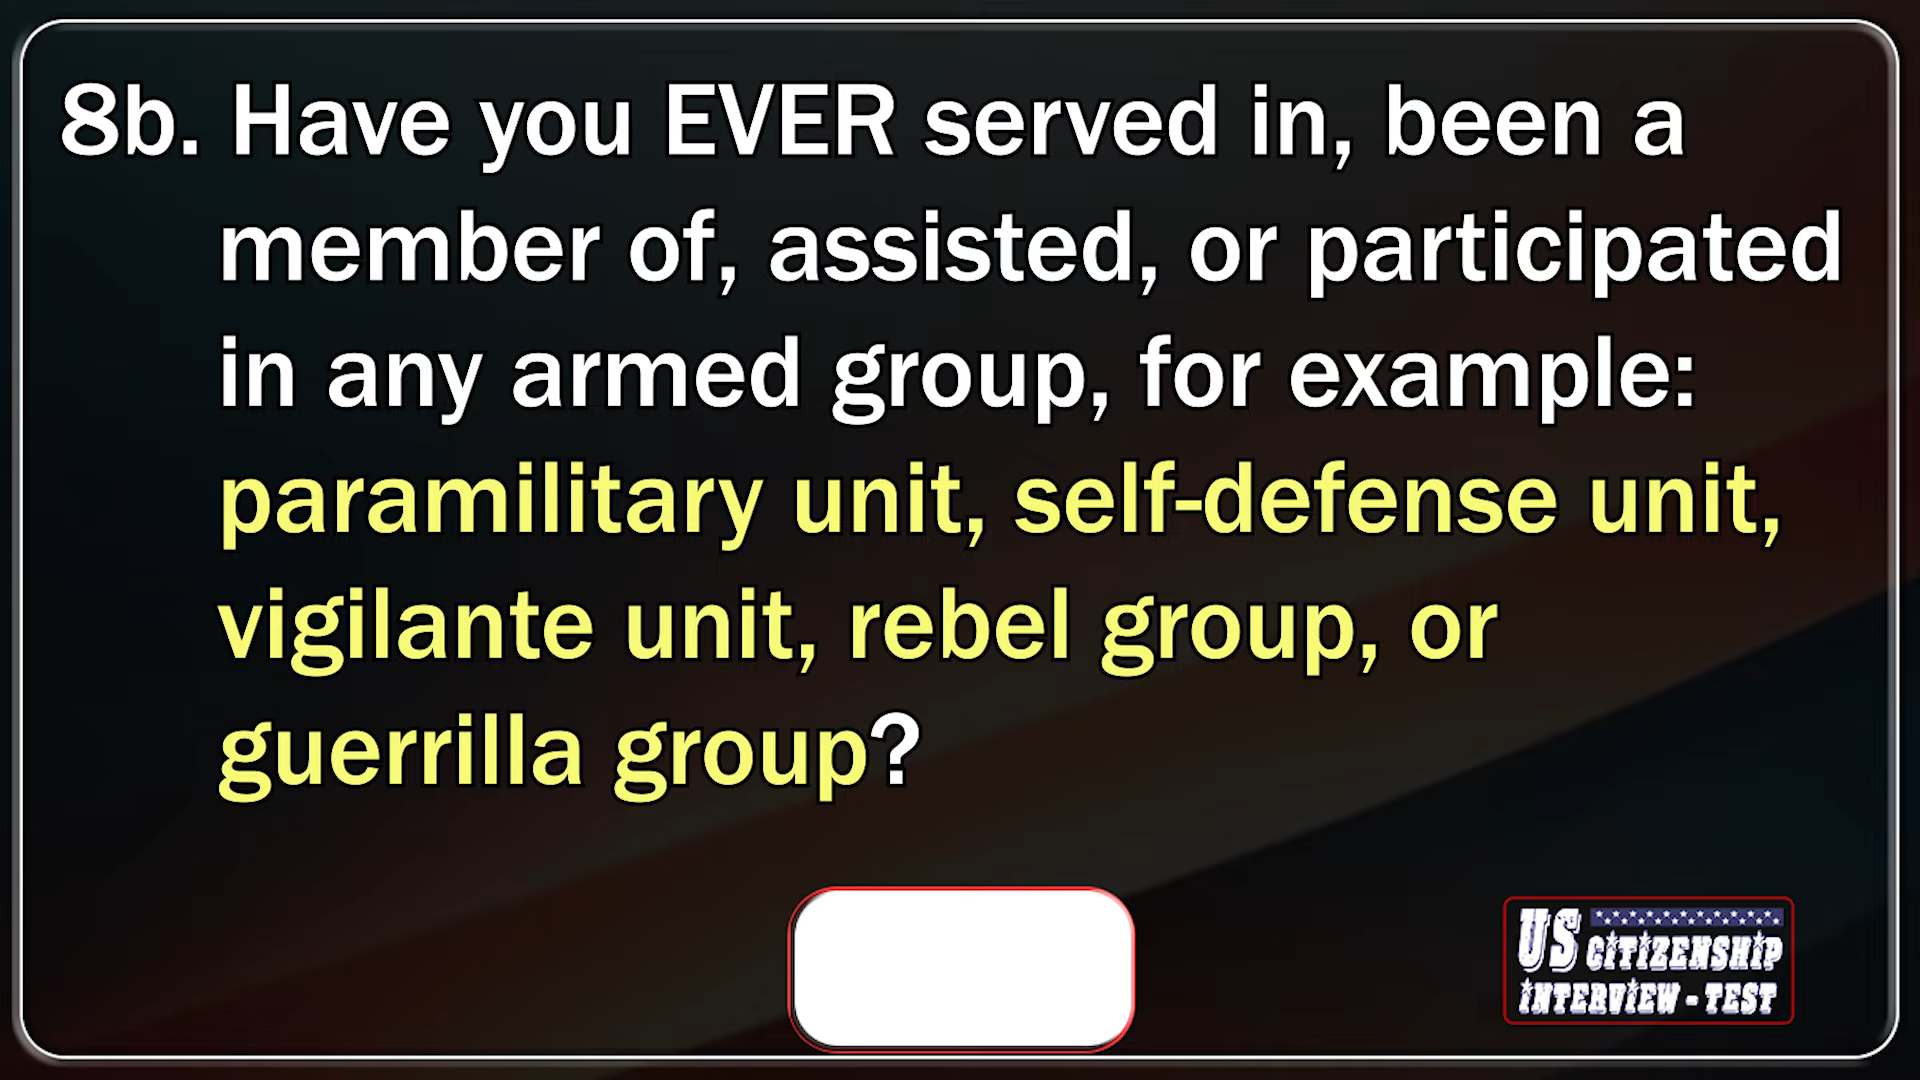 8b. Have you EVER served in, been a
member of, assisted, or participated
in any armed group, for example:
paramilitary unit, self-defense unit,
vigilante unit, rebel group, or
guerrilla group?
US CITIZENSHIP
INTERVIEW - TEST